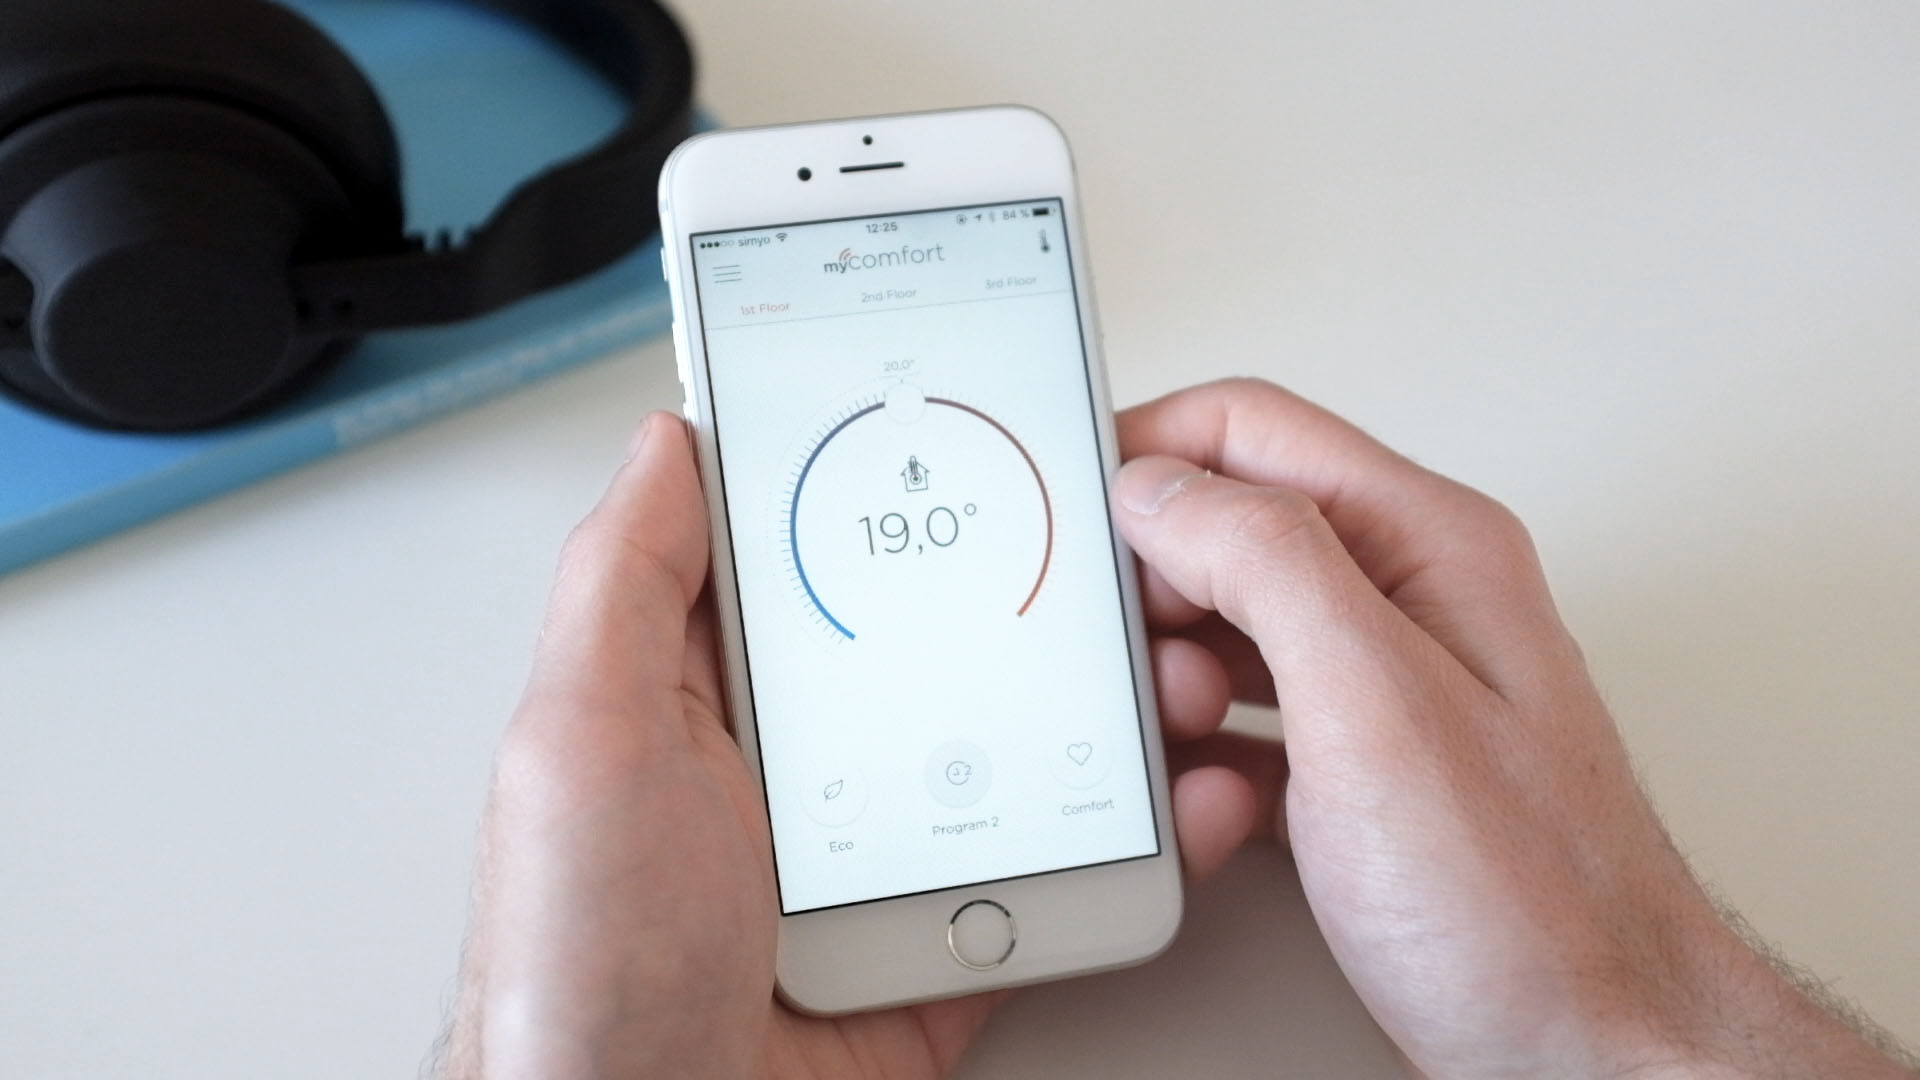 simyo 12:25 84 %
mycomfort
1st Floor 2nd Floor 3rd Floor
20,0°
19,0°
2
Eco Program 2 Comfort